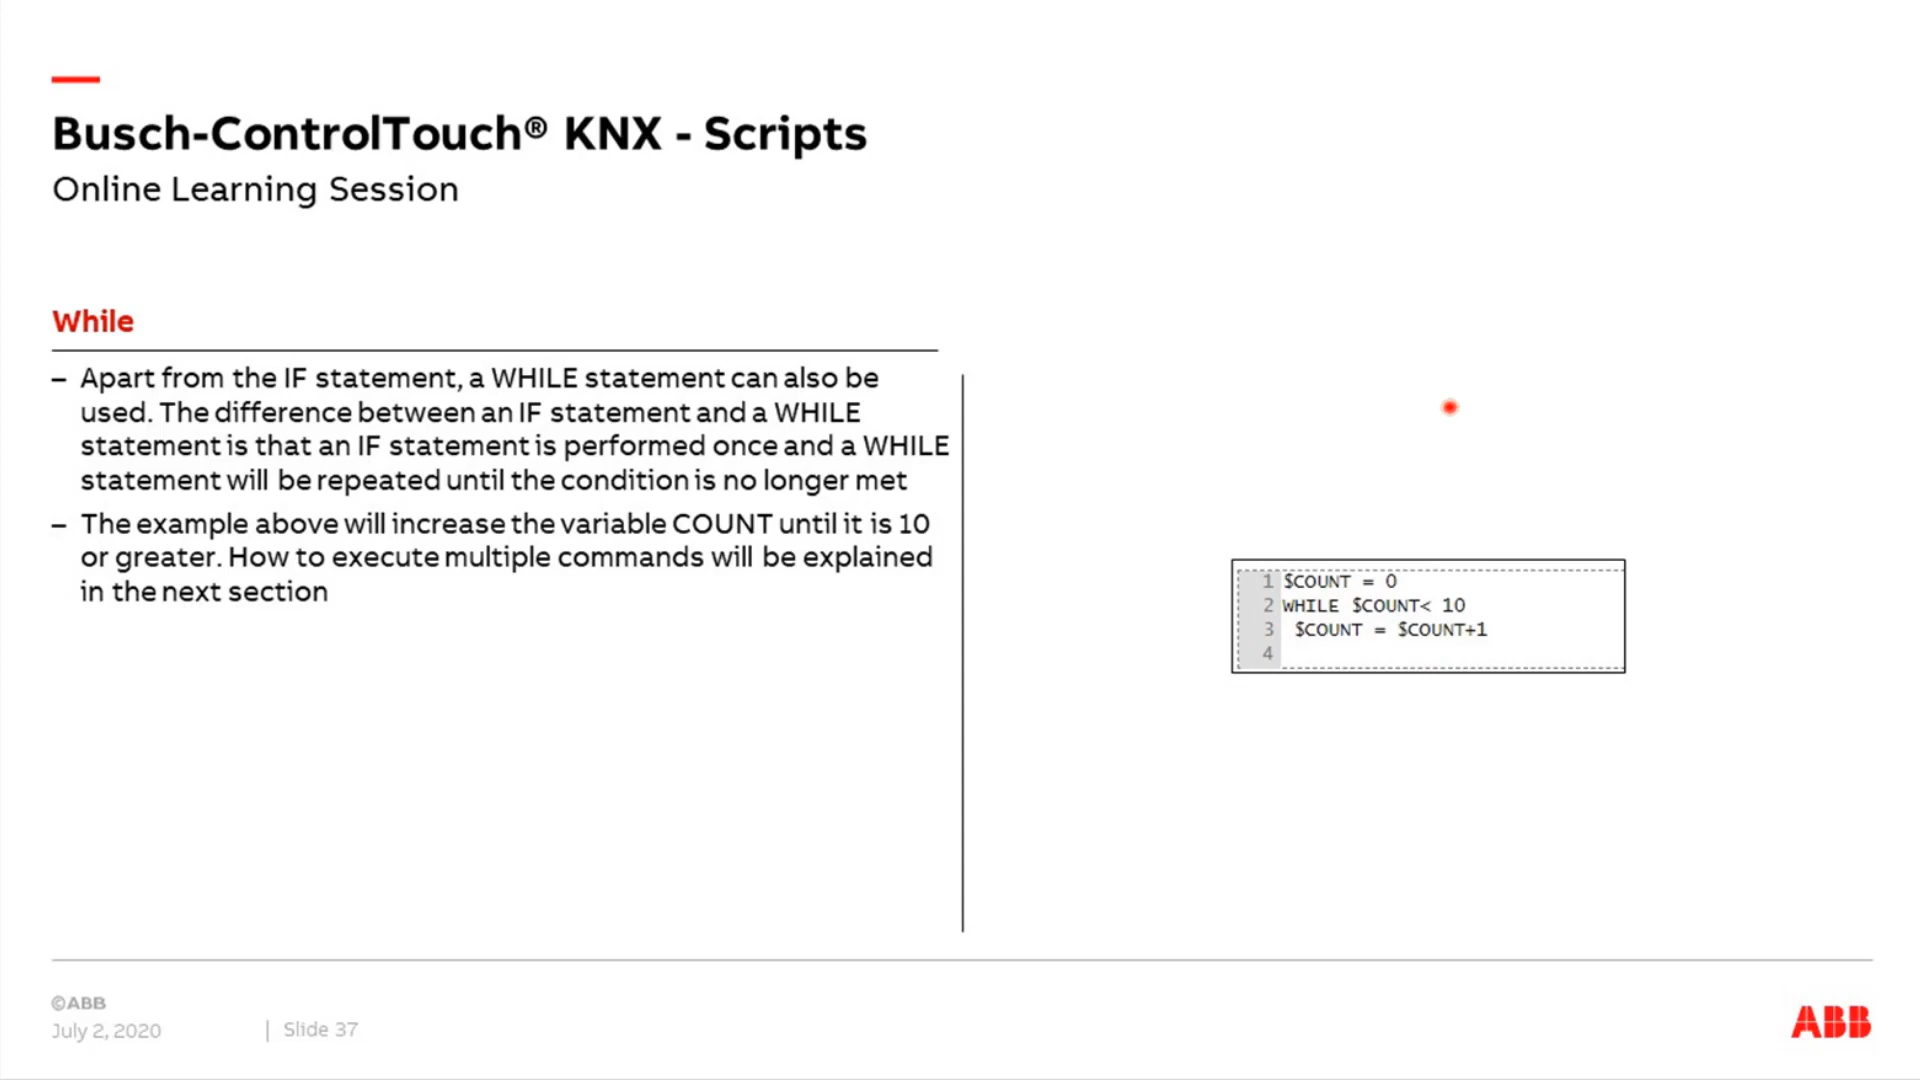 Busch-ControlTouch® KNX - Scripts
Online Learning Session
While
– Apart from the IF statement, a WHILE statement can also be
used. The difference between an IF statement and a WHILE
statement is that an IF statement is performed once and a WHILE
statement will be repeated until the condition is no longer met
– The example above will increase the variable COUNT until it is 10
or greater. How to execute multiple commands will be explained
in the next section
1 $COUNT = 0
2 WHILE $COUNT< 10
3 $COUNT = $COUNT+1
4
©ABB
July 2, 2020 | Slide 37
ABB